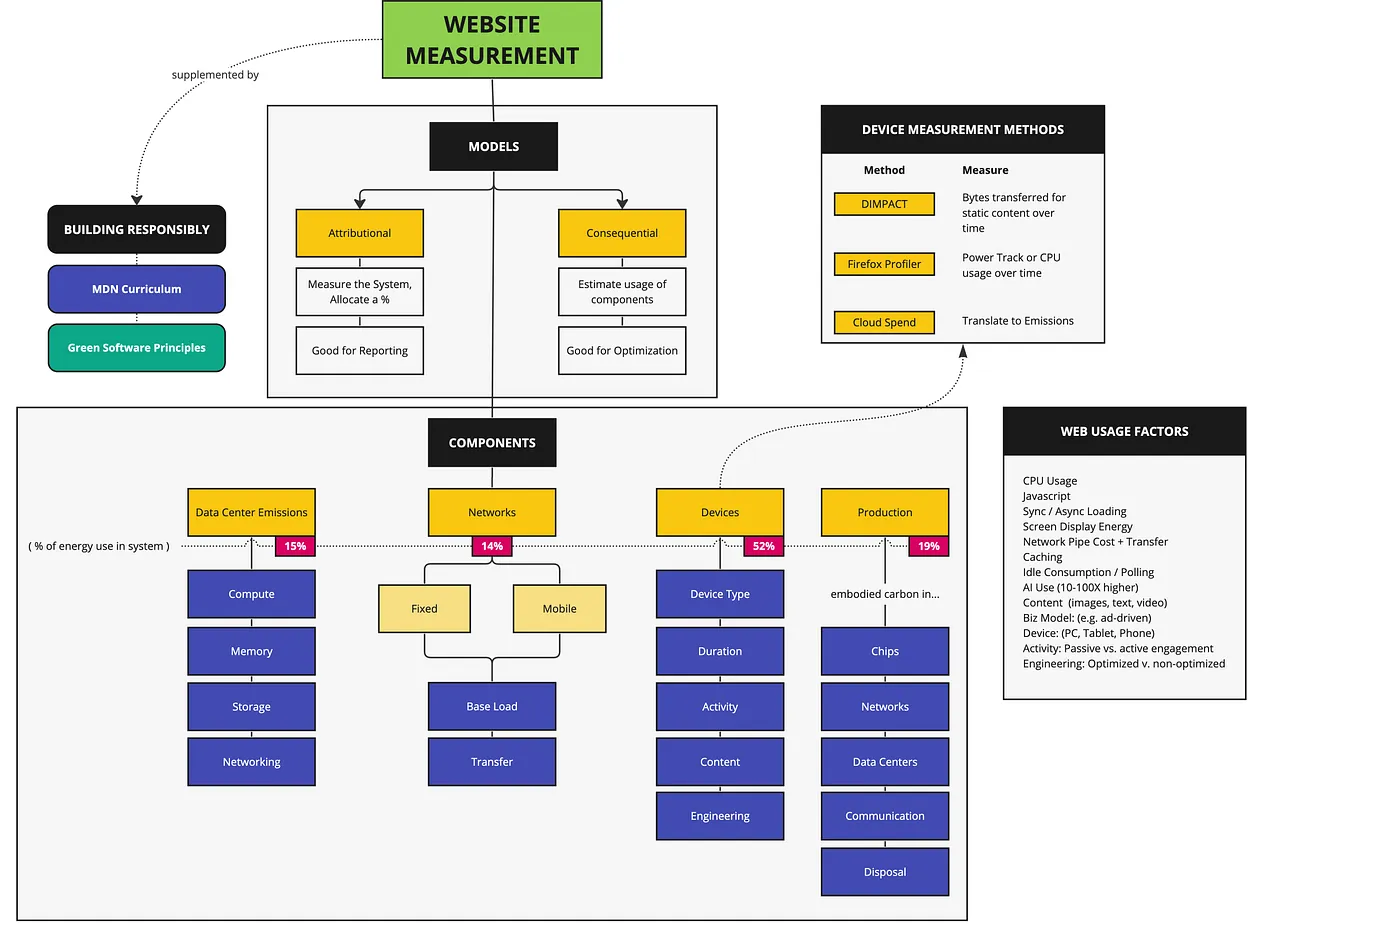 WEBSITE
MEASUREMENT
supplemented by
BUILDING RESPONSIBLY
MDN Curriculum
Green Software Principles
MODELS
Attributional
Measure the System,
Allocate a %
Good for Reporting
Consequential
Estimate usage of
components
Good for Optimization
DEVICE MEASUREMENT METHODS
Method
Measure
DIMPACT
Bytes transferred for
static content over
time
Firefox Profiler
Power Track or CPU
usage over time
Cloud Spend
Translate to Emissions
COMPONENTS
( % of energy use in system )
Data Center Emissions
15%
Compute
Memory
Storage
Networking
Networks
14%
Fixed
Mobile
Base Load
Transfer
Devices
52%
Device Type
Duration
Activity
Content
Engineering
Production
19%
embodied carbon in...
Chips
Networks
Data Centers
Communication
Disposal
WEB USAGE FACTORS
CPU Usage
Javascript
Sync / Async Loading
Screen Display Energy
Network Pipe Cost + Transfer
Caching
Idle Consumption / Polling
AI Use (10-100X higher)
Content (images, text, video)
Biz Model: (e.g. ad-driven)
Device: (PC, Tablet, Phone)
Activity: Passive vs. active engagement
Engineering: Optimized v. non-optimized